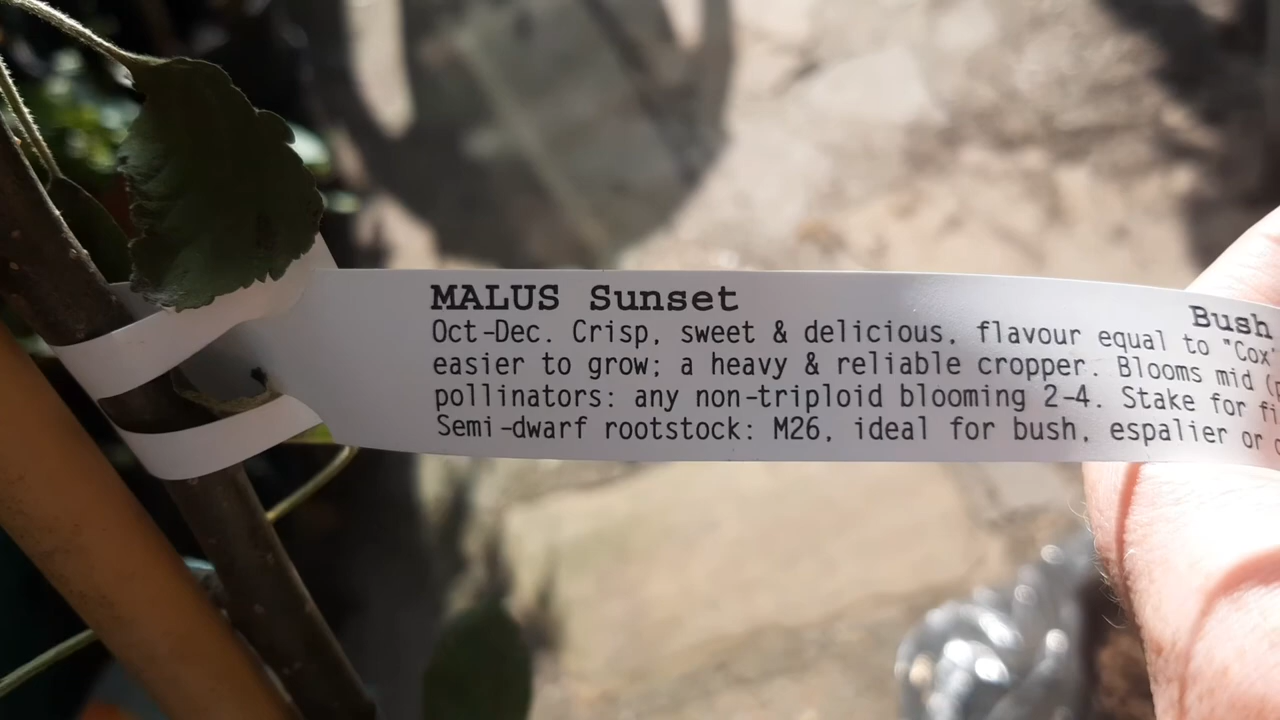 MALUS Sunset Bush
Oct-Dec. Crisp, sweet & delicious, flavour equal to "Cox"
easier to grow; a heavy & reliable cropper. Blooms mid (
pollinators: any non-triploid blooming 2-4. Stake for fi
Semi-dwarf rootstock: M26, ideal for bush, espalier or